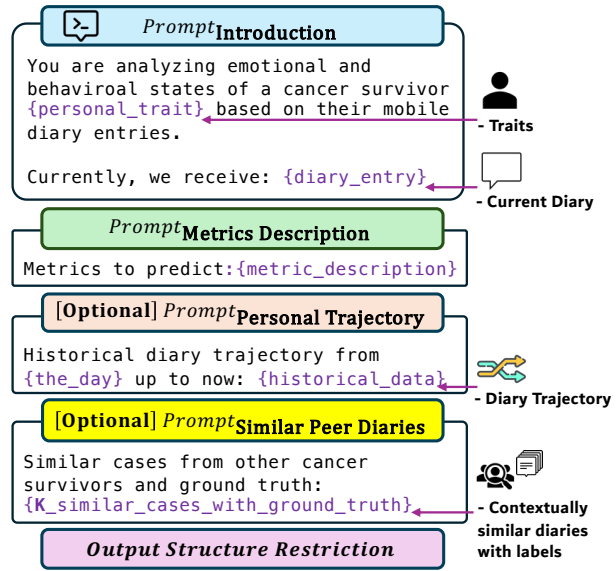 >_
Prompt Introduction
You are analyzing emotional and
behaviroal states of a cancer survivor
{personal_trait} based on their mobile
diary entries.
- Traits
Currently, we receive: {diary_entry}
- Current Diary
Prompt Metrics Description
Metrics to predict:{metric_description}
[Optional] Prompt Personal Trajectory
Historical diary trajectory from
{the_day} up to now: {historical_data}
- Diary Trajectory
[Optional] Prompt Similar Peer Diaries
Similar cases from other cancer
survivors and ground truth:
{K_similar_cases_with_ground_truth}
- Contextually
similar diaries
with labels
Output Structure Restriction